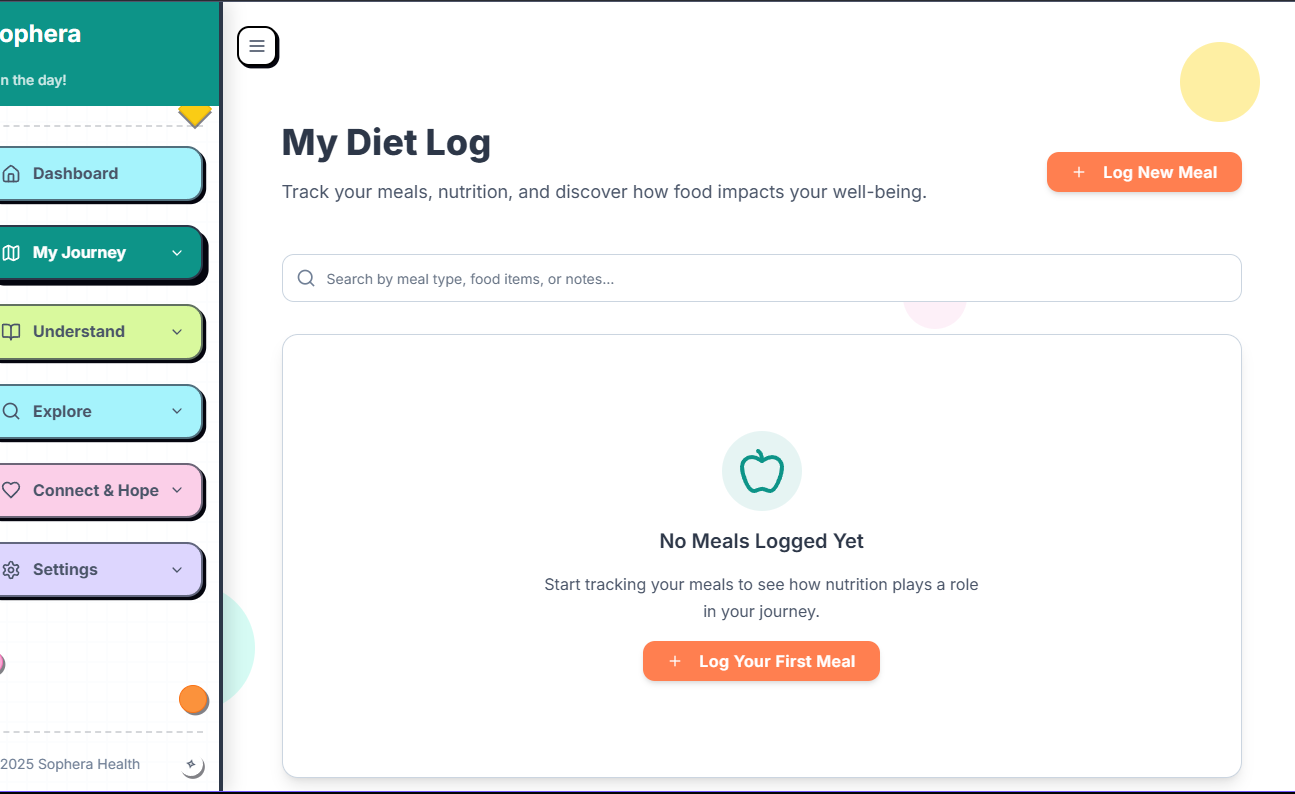 ophera
n the day!
Dashboard
My Journey
Understand
Explore
Connect & Hope
Settings
2025 Sophera Health
My Diet Log
Track your meals, nutrition, and discover how food impacts your well-being.
Log New Meal
Search by meal type, food items, or notes...
No Meals Logged Yet
Start tracking your meals to see how nutrition plays a role
in your journey.
Log Your First Meal